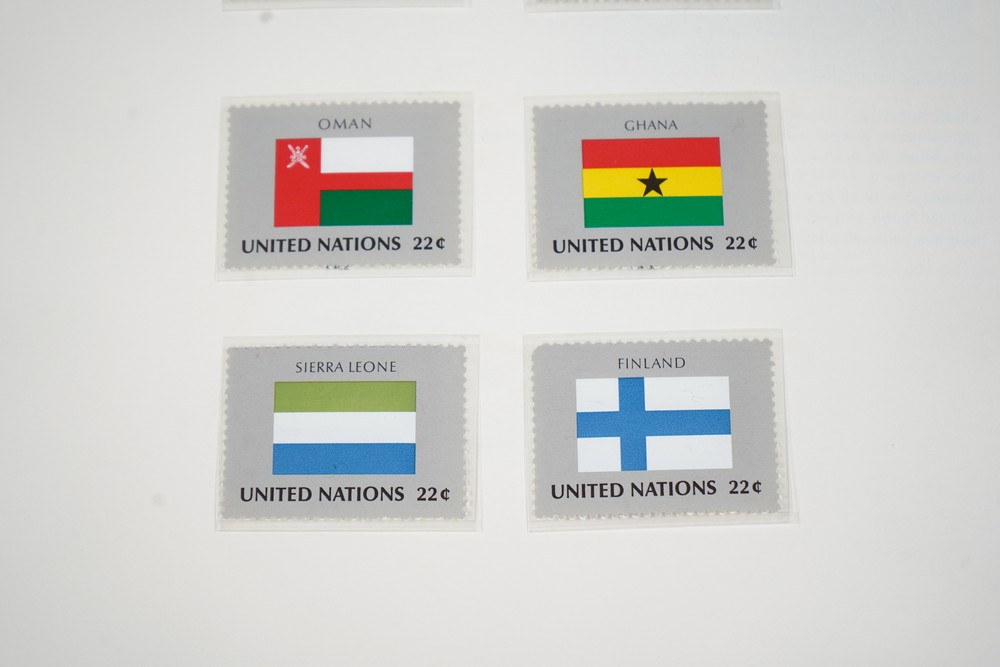 OMAN
UNITED NATIONS 22¢
GHANA
UNITED NATIONS 22¢
SIERRA LEONE
UNITED NATIONS 22¢
FINLAND
UNITED NATIONS 22¢